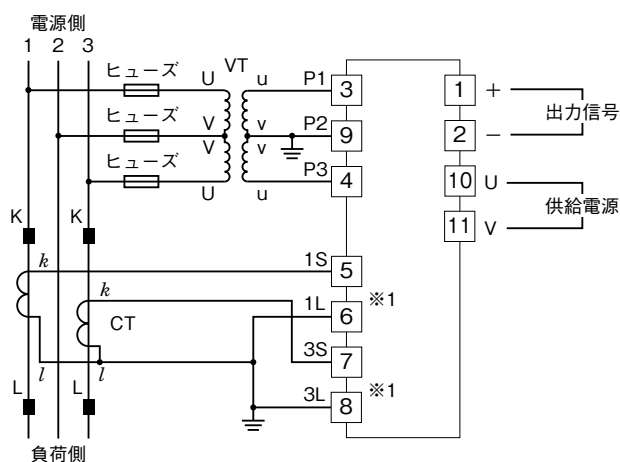 電源側
1 2 3
ヒューズ U VT u P1 3 1 +
出力信号
ヒューズ V v P2 9 2 −
V v
ヒューズ U u P3 4 10 U
供給電源
11 V
K K
k 1S 5
k 1L 6 ※1
CT
l l 3S 7
L L 3L 8 ※1
負荷側